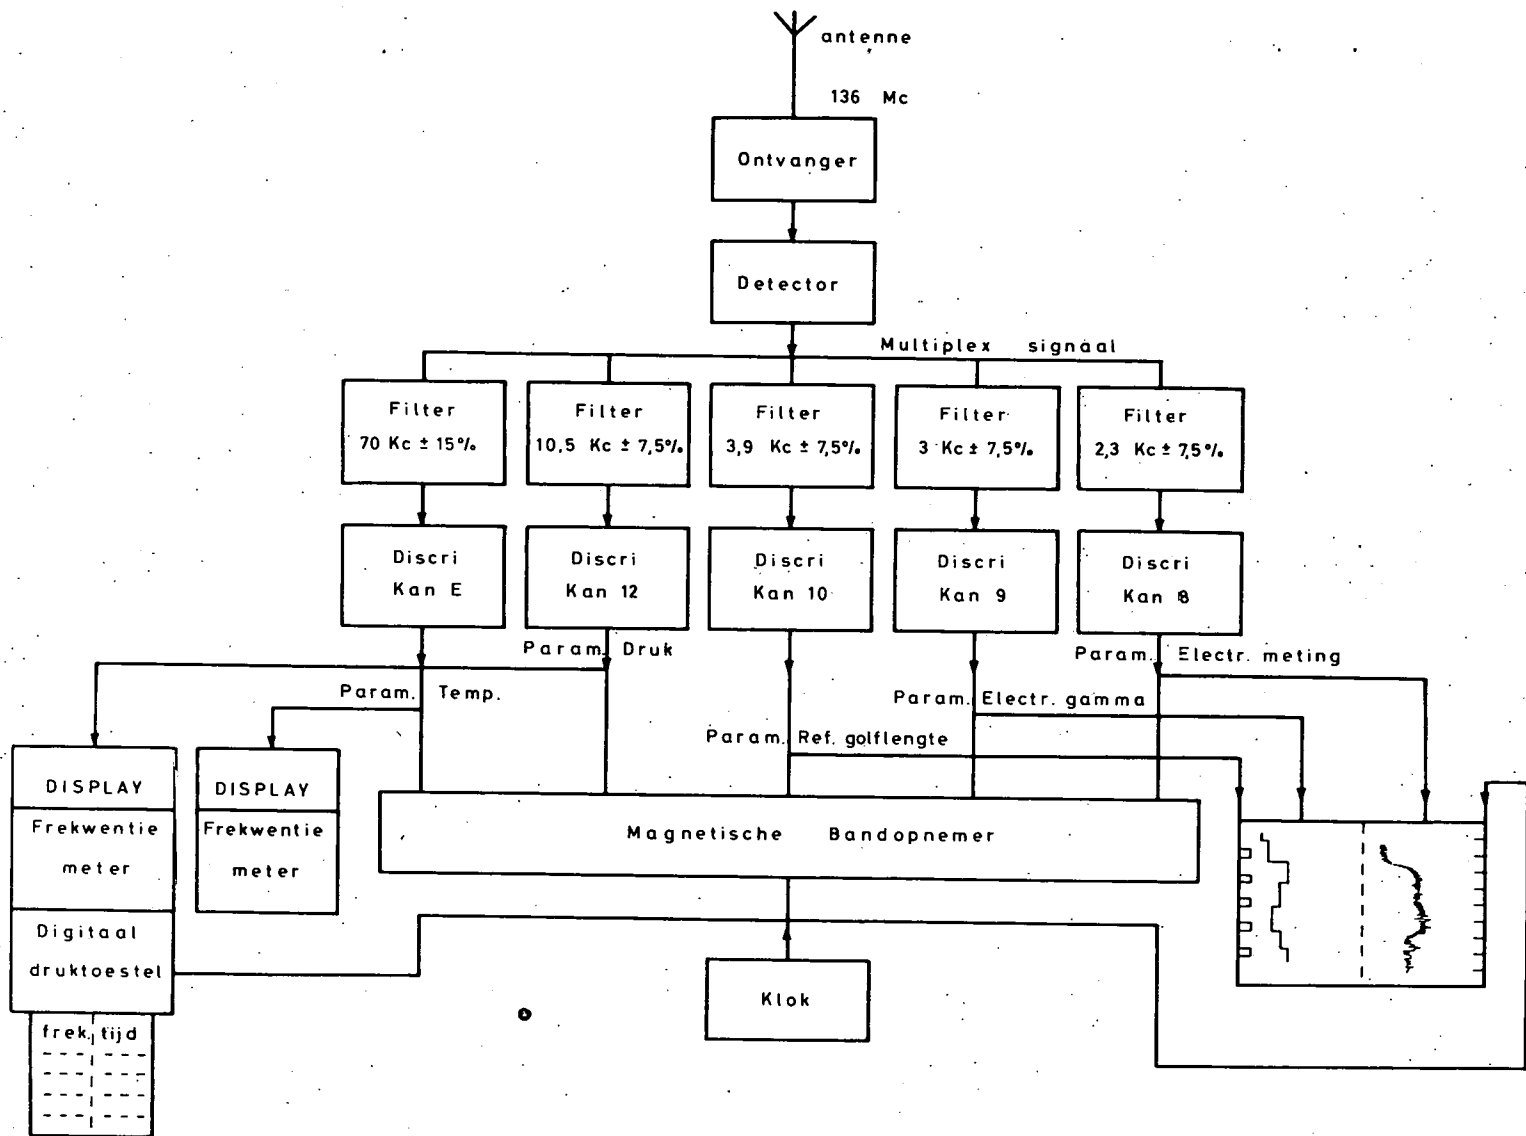 antenne
136 Mc
Ontvanger
Detector
Multiplex signaal
Filter
70 Kc ± 15%
Filter
10,5 Kc ± 7,5%
Filter
3,9 Kc ± 7,5%
Filter
3 Kc ± 7,5%
Filter
2,3 Kc ± 7,5%
Discri
Kan E
Discri
Kan 12
Discri
Kan 10
Discri
Kan 9
Discri
Kan 8
Param. Druk
Param. Electr. meting
Param. Temp.
Param. Electr. gamma
Param. Ref. golflengte
DISPLAY
Frekwentie
meter
Digitaal
druktoestel
frek. tijd
DISPLAY
Frekwentie
meter
Magnetische Bandopnemer
Klok